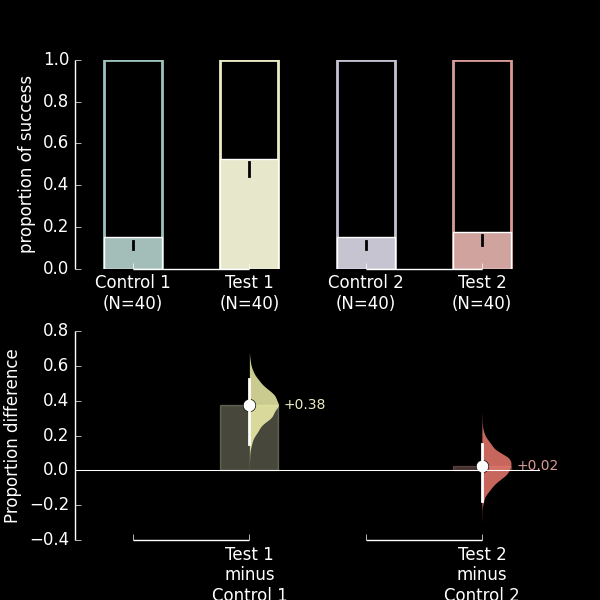 proportion of success
1.0
0.8
0.6
0.4
0.2
0.0
Control 1
(N=40)
Test 1
(N=40)
Control 2
(N=40)
Test 2
(N=40)
Proportion difference
0.8
0.6
0.4
0.2
0.0
−0.2
−0.4
+0.38
+0.02
Test 1
minus
Control 1
Test 2
minus
Control 2